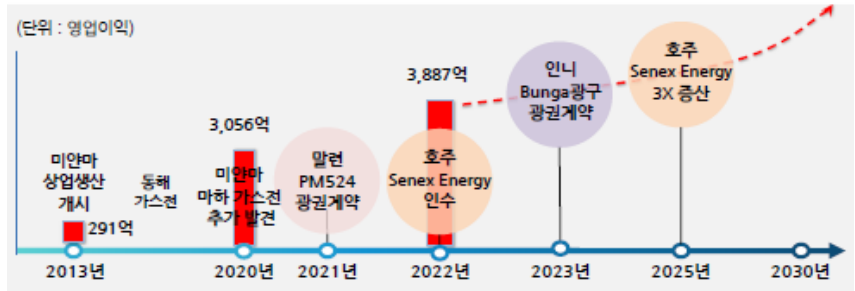 (단위 : 영업이익)
미얀마
상업생산
개시
291억
동해
가스전
3,056억
미얀마
마하 가스전
추가 발견
말련
PM524
광권계약
3,887억
호주
Senex Energy
인수
인니
Bunga광구
광권계약
호주
Senex Energy
3X 증산
2013년
2020년
2021년
2022년
2023년
2025년
2030년